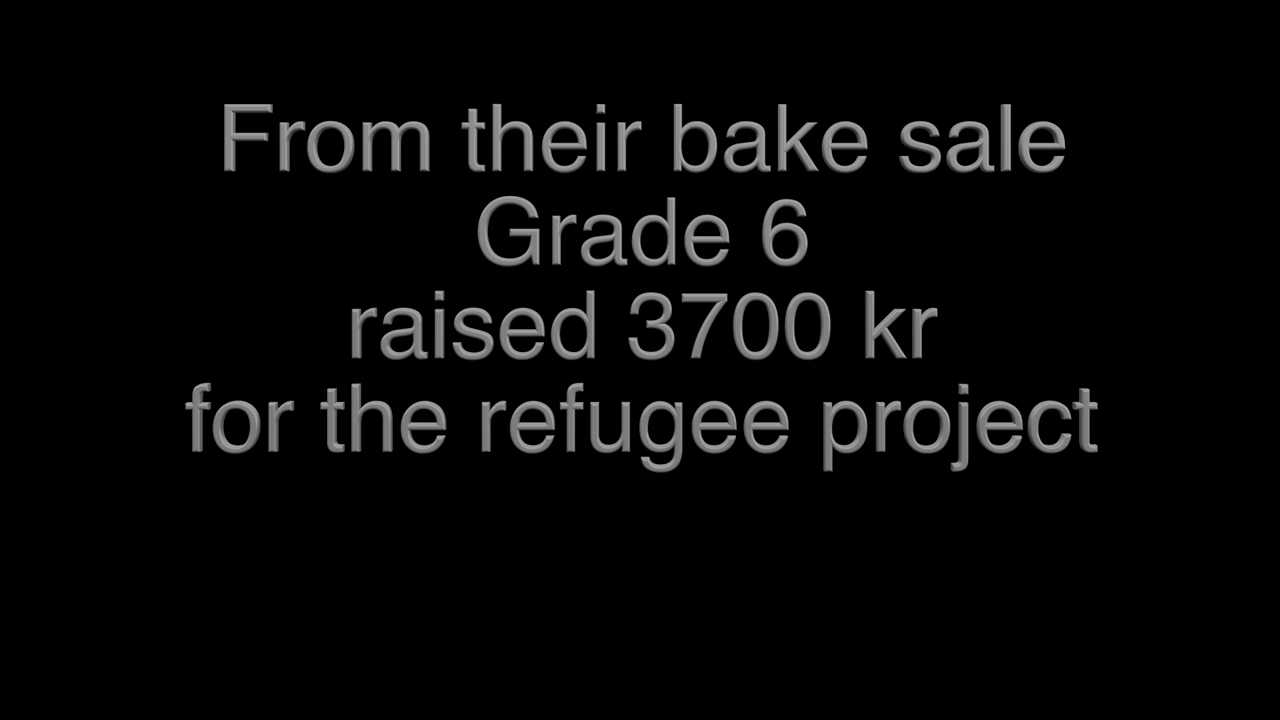 From their bake sale
Grade 6
raised 3700 kr
for the refugee project